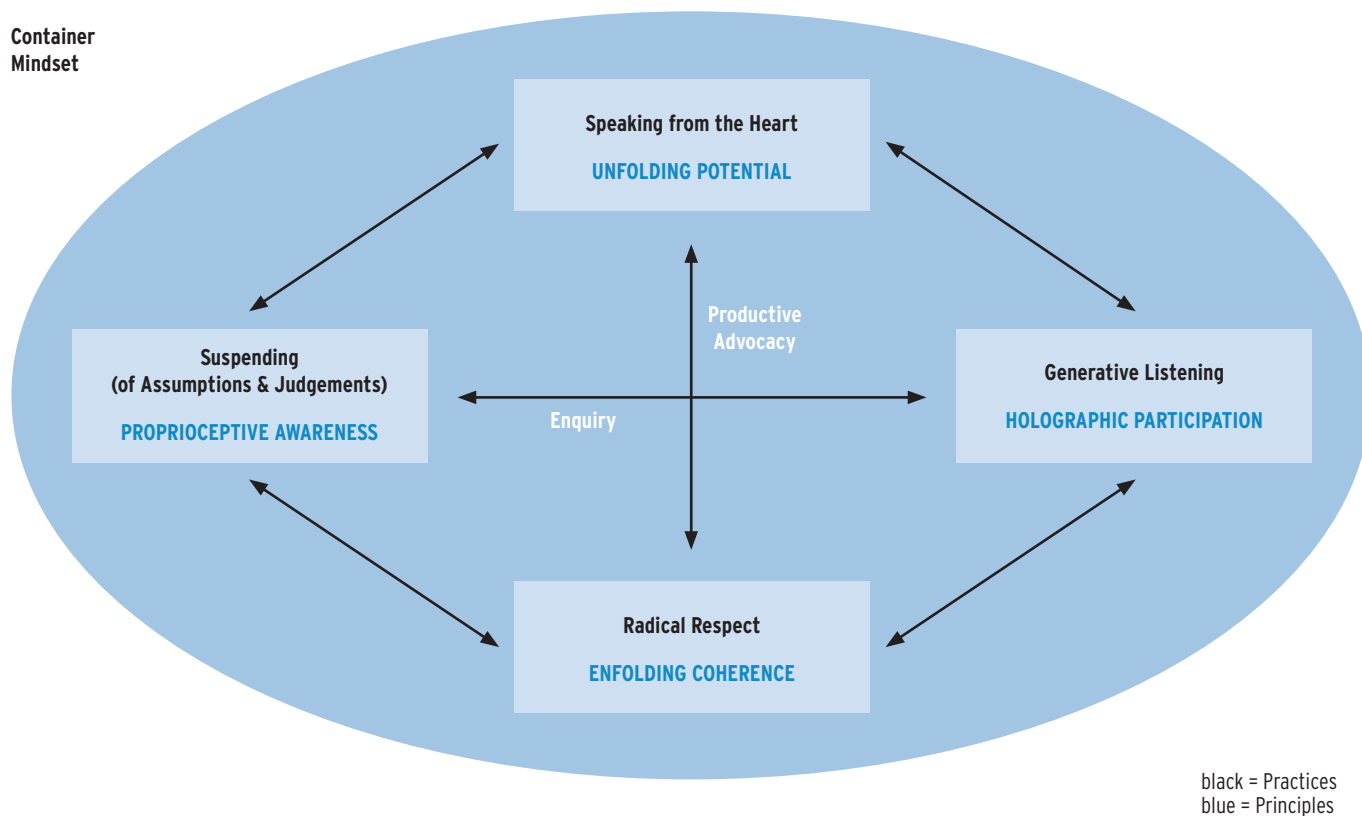 Container
Mindset
Speaking from the Heart
UNFOLDING POTENTIAL
Productive
Advocacy
Suspending
(of Assumptions & Judgements)
PROPRIOCEPTIVE AWARENESS
Enquiry
Generative Listening
HOLOGRAPHIC PARTICIPATION
Radical Respect
ENFOLDING COHERENCE
black = Practices
blue = Principles